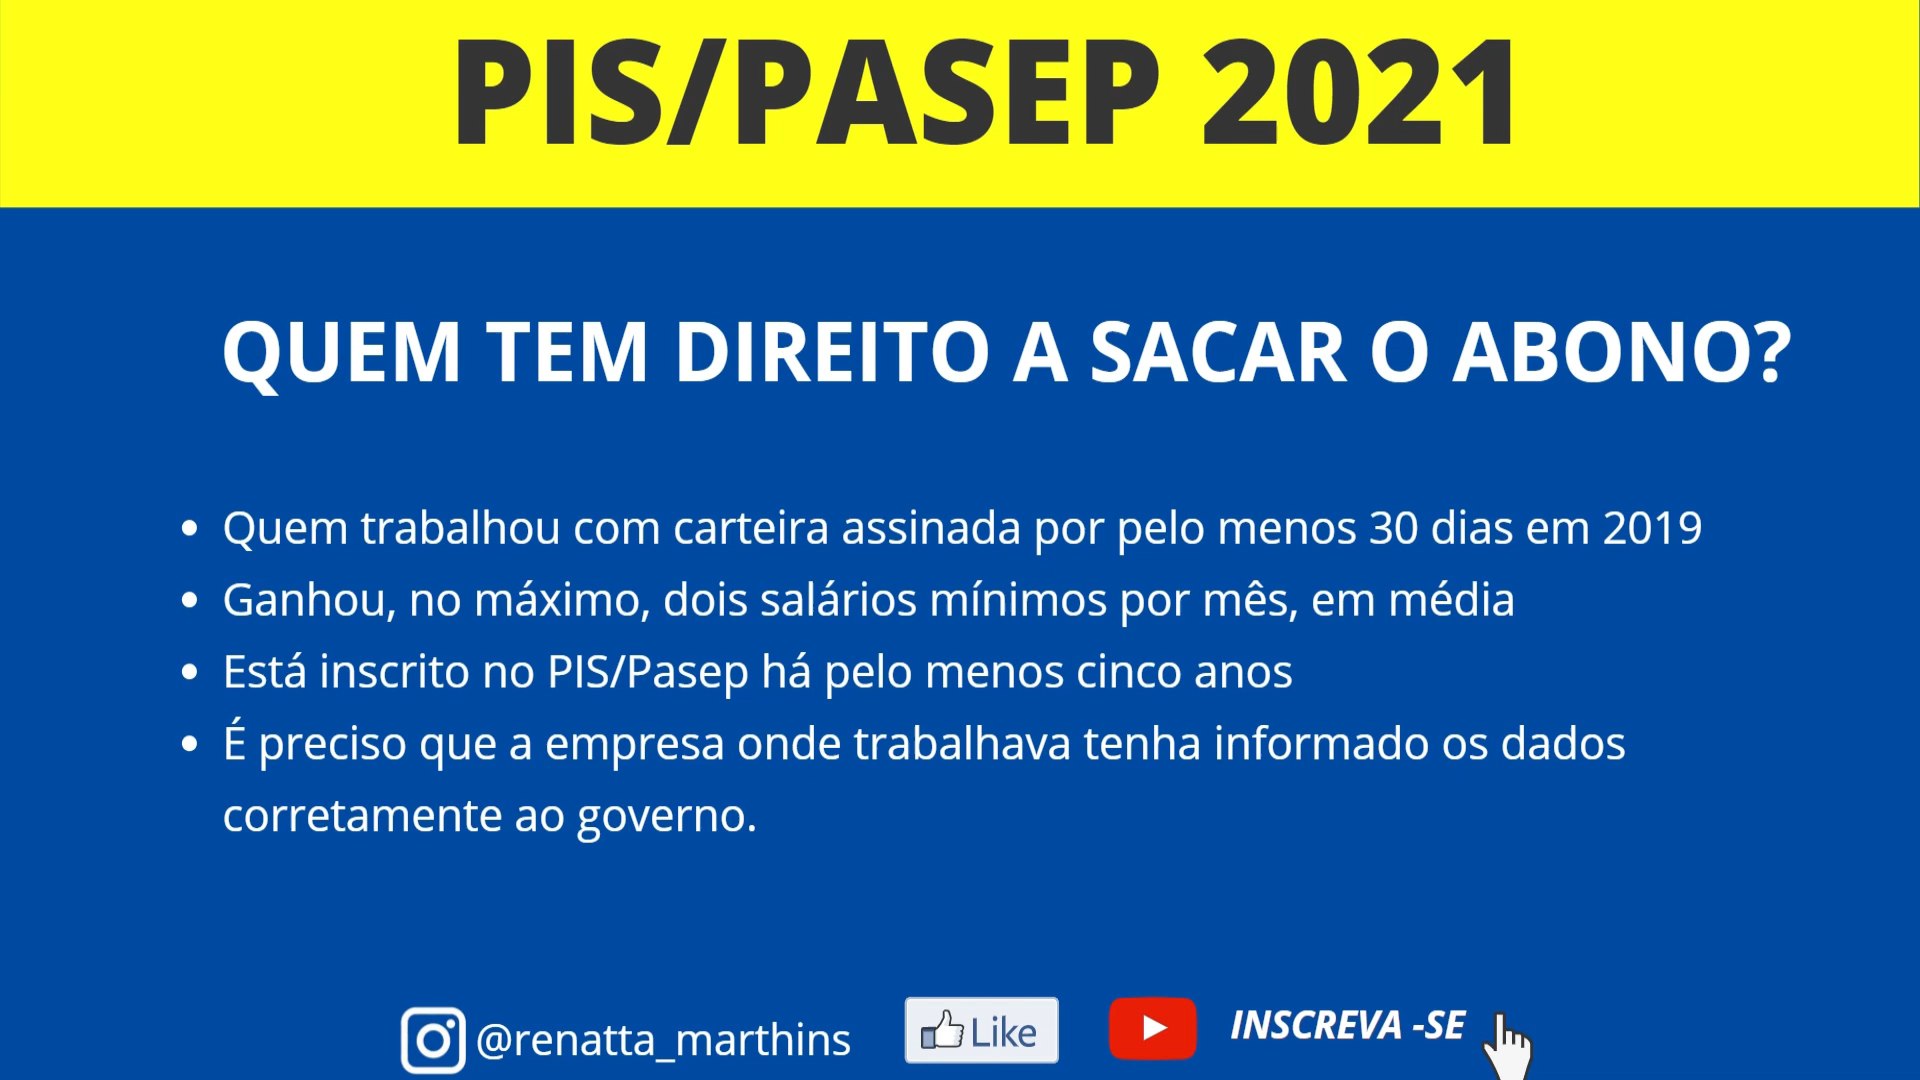 PIS/PASEP 2021
QUEM TEM DIREITO A SACAR O ABONO?
• Quem trabalhou com carteira assinada por pelo menos 30 dias em 2019
• Ganhou, no máximo, dois salários mínimos por mês, em média
• Está inscrito no PIS/Pasep há pelo menos cinco anos
• É preciso que a empresa onde trabalhava tenha informado os dados
corretamente ao governo.
@renatta_marthins
Like
INSCREVA -SE